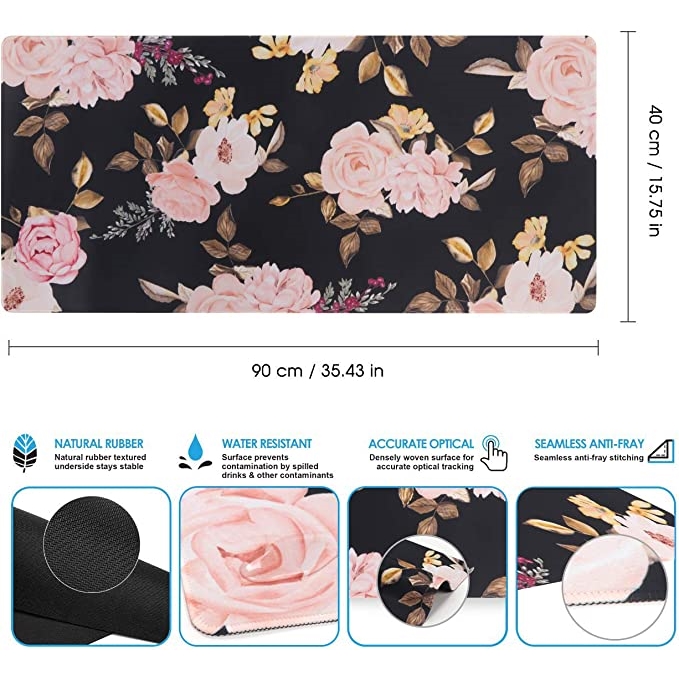 40 cm / 15.75 in
90 cm / 35.43 in
NATURAL RUBBER
Natural rubber textured
underside stays stable
WATER RESISTANT
Surface prevents
contamination by spilled
drinks & other contaminants
ACCURATE OPTICAL
Densely woven surface for
accurate optical tracking
SEAMLESS ANTI-FRAY
Seamless anti-fray stitching